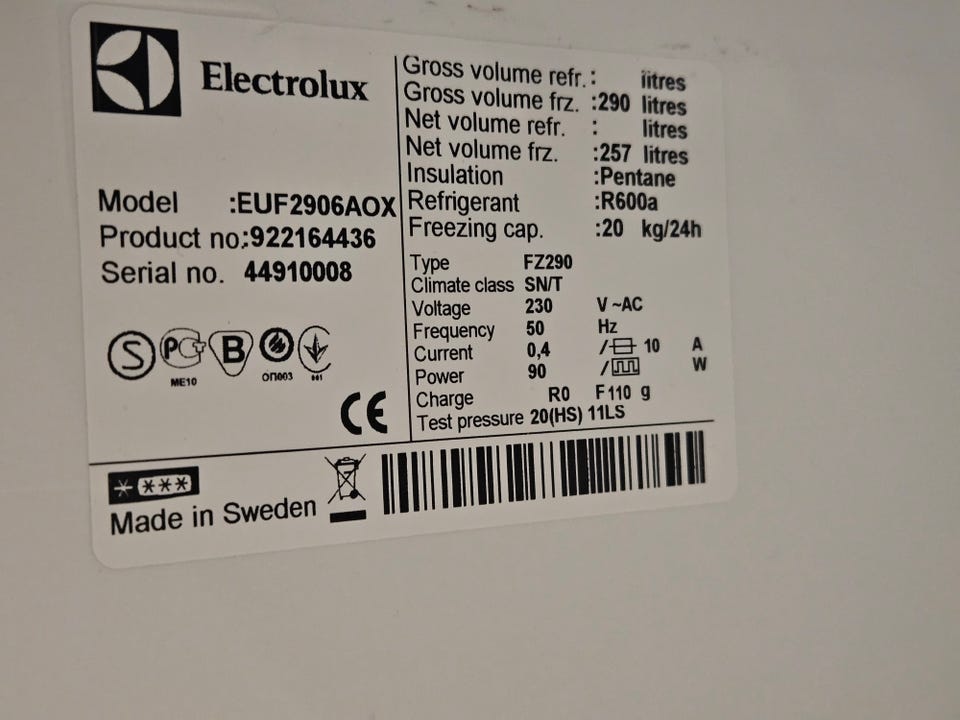 Electrolux
Model :EUF2906AOX
Product no.:922164436
Serial no. 44910008
S PG B
ME10 ОП003 001
CE
Gross volume refr. : litres
Gross volume frz. :290 litres
Net volume refr. : litres
Net volume frz. :257 litres
Insulation :Pentane
Refrigerant :R600a
Freezing cap. :20 kg/24h
Type FZ290
Climate class SN/T
Voltage 230 V ~AC
Frequency 50 Hz
Current 0,4 / 10 A
Power 90 / W
Charge R0 F 110 g
Test pressure 20(HS) 11LS
Made in Sweden